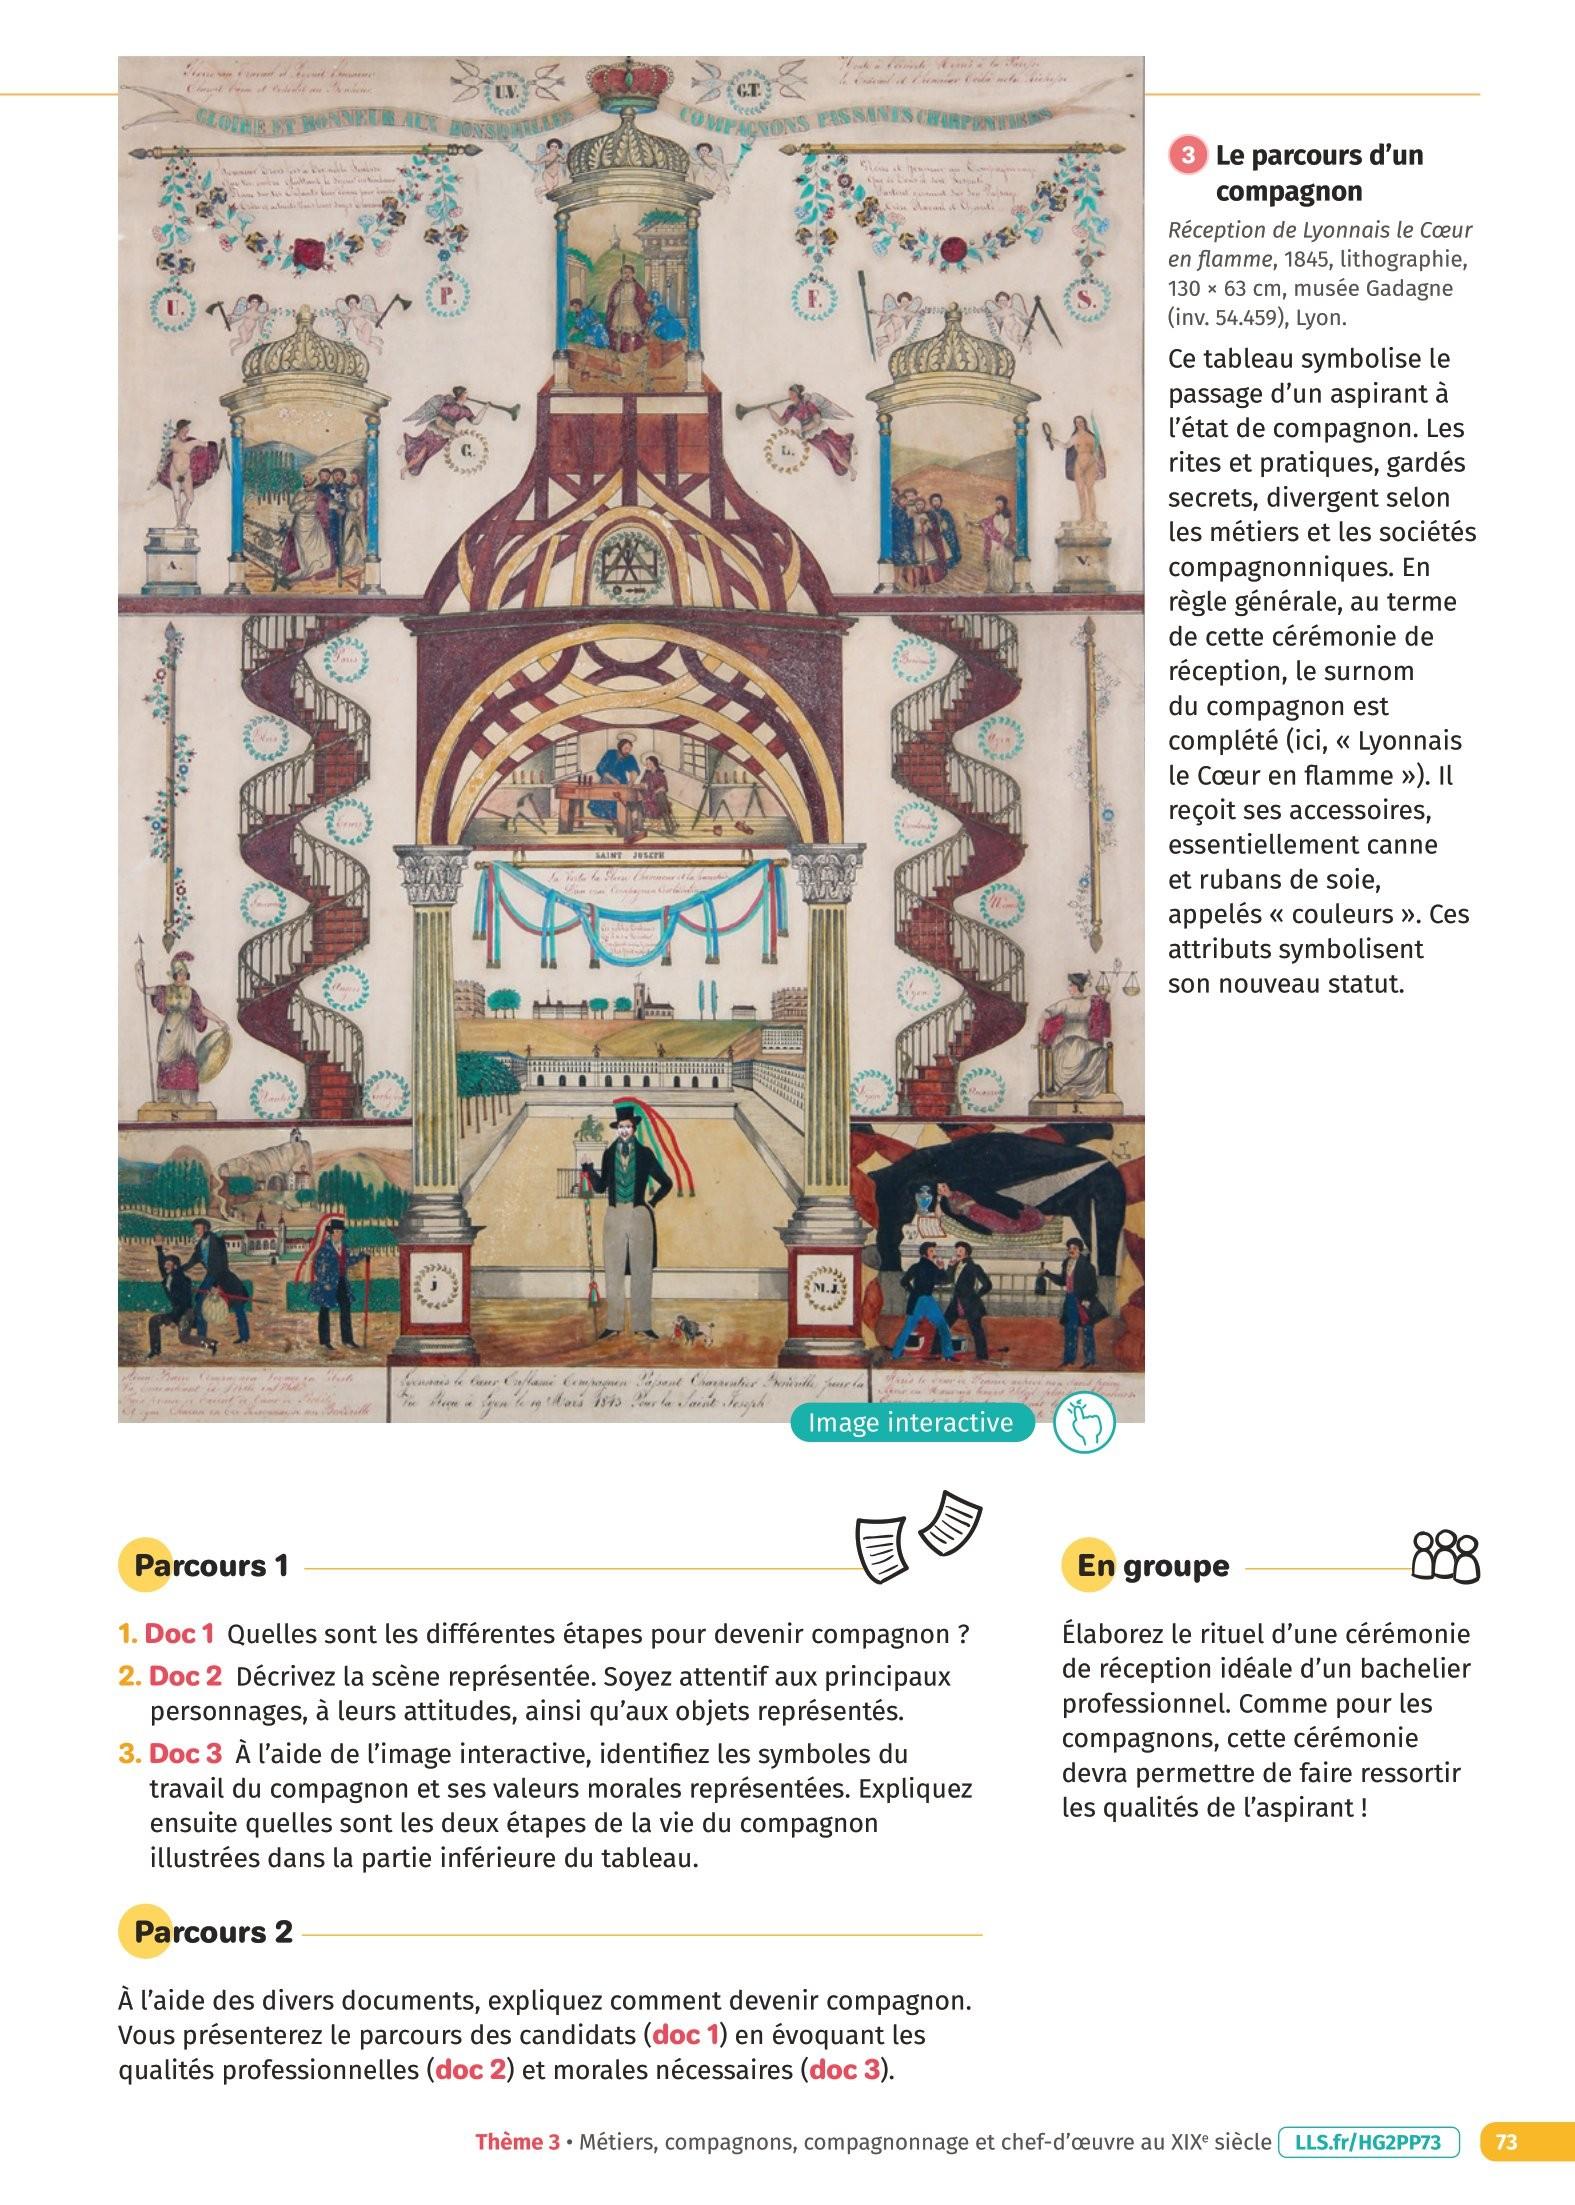 U.V.
G.T.
GLOIRE ET HONNEUR AUX BONSDRILLES
COMPAGNONS PASSANTS CHARPENTIERS
U.
P.
F.
S.
G.
L.
A.
V.
Paris
Blois
Tours
Agen
Nîmes
Lyon
SAINT JOSEPH
S.
J.
j
M.j.
Passant Charpentier
Lyon le 19 Mars 1843 Pour la Saint Joseph
Image interactive
3 Le parcours d’un
compagnon
Réception de Lyonnais le Cœur
en flamme, 1845, lithographie,
130 × 63 cm, musée Gadagne
(inv. 54.459), Lyon.
Ce tableau symbolise le
passage d’un aspirant à
l’état de compagnon. Les
rites et pratiques, gardés
secrets, divergent selon
les métiers et les sociétés
compagnonniques. En
règle générale, au terme
de cette cérémonie de
réception, le surnom
du compagnon est
complété (ici, « Lyonnais
le Cœur en flamme »). Il
reçoit ses accessoires,
essentiellement canne
et rubans de soie,
appelés « couleurs ». Ces
attributs symbolisent
son nouveau statut.
Parcours 1
1. Doc 1 Quelles sont les différentes étapes pour devenir compagnon ?
2. Doc 2 Décrivez la scène représentée. Soyez attentif aux principaux
personnages, à leurs attitudes, ainsi qu’aux objets représentés.
3. Doc 3 À l’aide de l’image interactive, identifiez les symboles du
travail du compagnon et ses valeurs morales représentées. Expliquez
ensuite quelles sont les deux étapes de la vie du compagnon
illustrées dans la partie inférieure du tableau.
Parcours 2
À l’aide des divers documents, expliquez comment devenir compagnon.
Vous présenterez le parcours des candidats (doc 1) en évoquant les
qualités professionnelles (doc 2) et morales nécessaires (doc 3).
En groupe
Élaborez le rituel d’une cérémonie
de réception idéale d’un bachelier
professionnel. Comme pour les
compagnons, cette cérémonie
devra permettre de faire ressortir
les qualités de l’aspirant !
Thème 3 • Métiers, compagnons, compagnonnage et chef-d’œuvre au XIXe siècle LLS.fr/HG2PP73 73